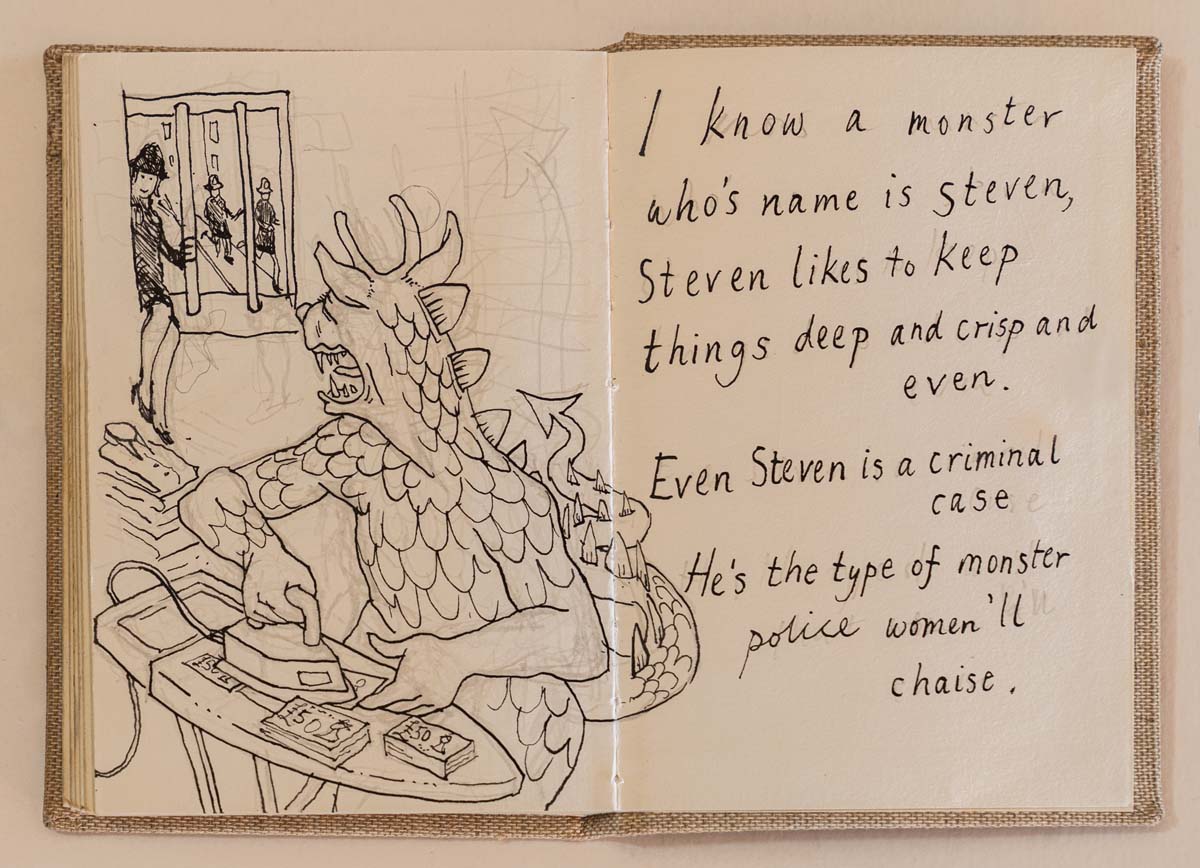 I know a monster
who's name is Steven,
Steven likes to keep
things deep and crisp and
even.
Even Steven is a criminal
case
He's the type of monster
police women'll
chaise.
£50
£50
£50